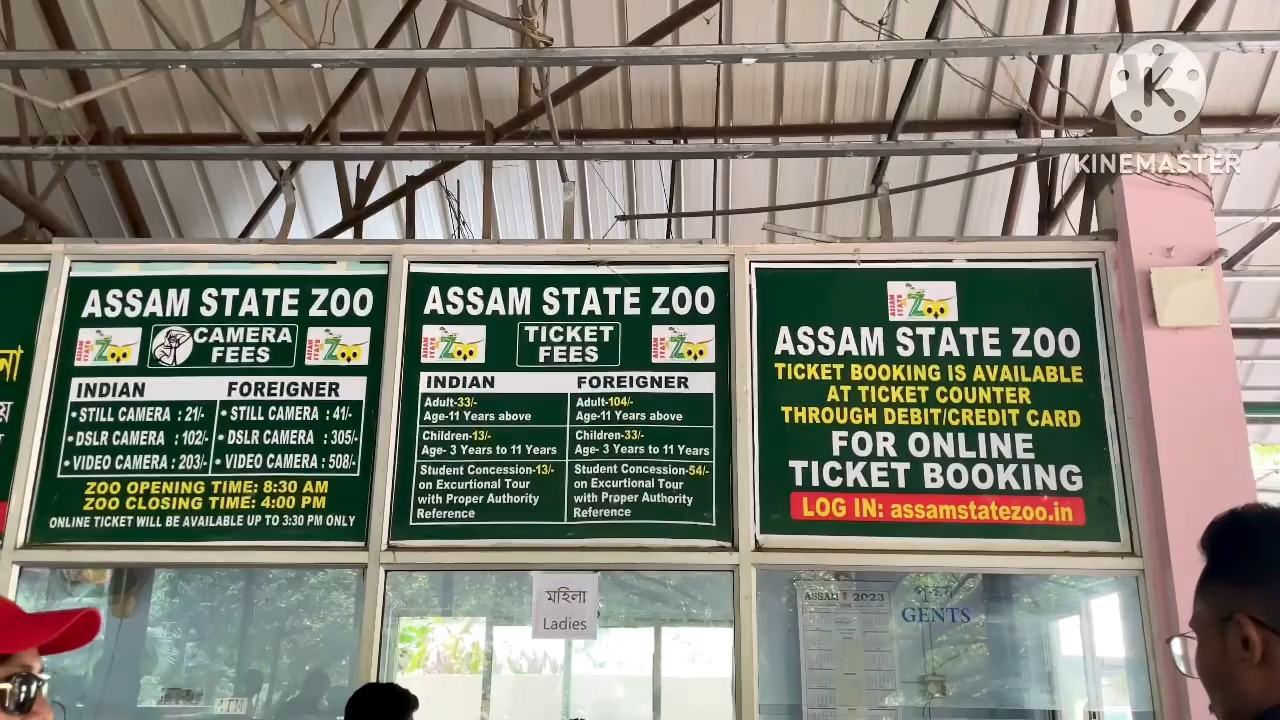 KINEMASTER
ASSAM STATE ZOO
CAMERA
FEES
INDIAN FOREIGNER
• STILL CAMERA : 21/- • STILL CAMERA : 41/-
• DSLR CAMERA : 102/- • DSLR CAMERA : 305/-
• VIDEO CAMERA : 203/- • VIDEO CAMERA : 508/-
ZOO OPENING TIME: 8:30 AM
ZOO CLOSING TIME: 4:00 PM
ONLINE TICKET WILL BE AVAILABLE UP TO 3:30 PM ONLY
ASSAM STATE ZOO
TICKET
FEES
INDIAN FOREIGNER
Adult-33/- Adult-104/-
Age-11 Years above Age-11 Years above
Children-13/- Children-33/-
Age- 3 Years to 11 Years Age- 3 Years to 11 Years
Student Concession-13/- Student Concession-54/-
on Excurtional Tour on Excurtional Tour
with Proper Authority with Proper Authority
Reference Reference
ASSAM STATE ZOO
TICKET BOOKING IS AVAILABLE
AT TICKET COUNTER
THROUGH DEBIT/CREDIT CARD
FOR ONLINE
TICKET BOOKING
LOG IN: assamstatezoo.in
মহিলা
Ladies
ASSAM 2023
পুৰুষ
GENTS